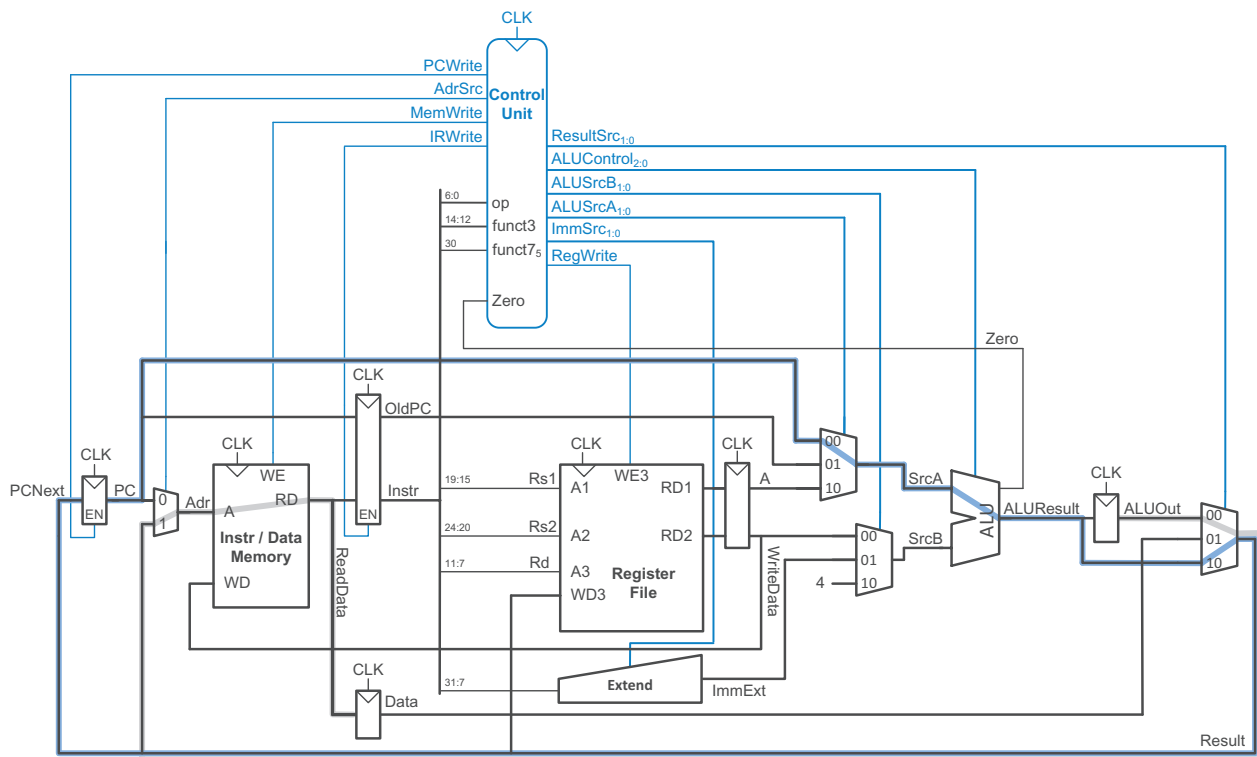 CLK
PCWrite
AdrSrc
MemWrite
IRWrite
Control
Unit
ResultSrc1:0
ALUControl2:0
ALUSrcB1:0
ALUSrcA1:0
ImmSrc1:0
RegWrite
6:0
op
14:12
funct3
30
funct75
Zero
Zero
CLK
OldPC
CLK
PCNext
PC
EN
0
1
Adr
CLK
WE
A
RD
Instr / Data
Memory
WD
ReadData
EN
Instr
19:15
Rs1
24:20
Rs2
11:7
Rd
CLK
WE3
A1
RD1
A2
RD2
A3
WD3
Register
File
CLK
A
WriteData
00
01
10
00
01
10
4
SrcA
SrcB
ALU
ALUResult
CLK
ALUOut
00
01
10
31:7
Extend
ImmExt
CLK
Data
Result